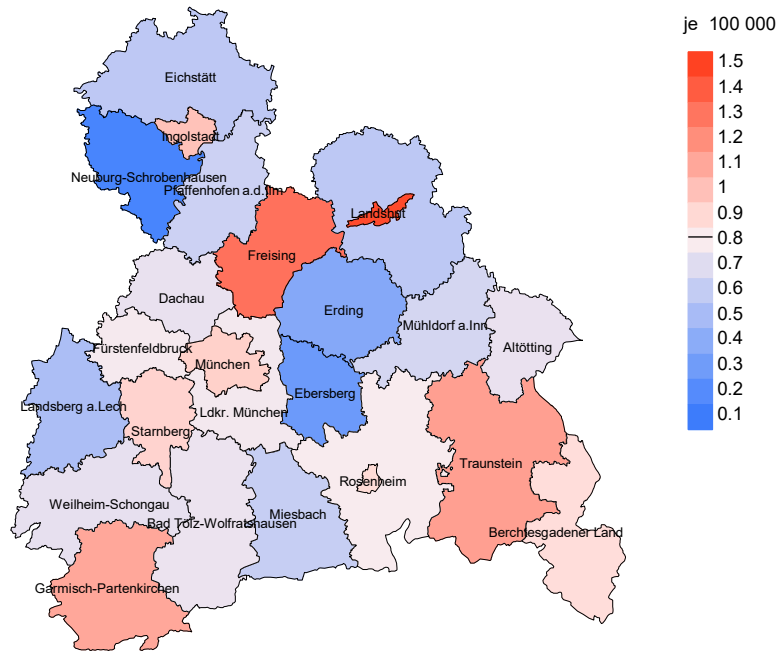 je 100 000
1.5
1.4
1.3
1.2
1.1
1
0.9
0.8
0.7
0.6
0.5
0.4
0.3
0.2
0.1
Eichstätt
Ingolstadt
Neuburg-Schrobenhausen
Pfaffenhofen a.d.Ilm
Landshut
Freising
Dachau
Erding
Mühldorf a.Inn
Fürstenfeldbruck
Altötting
München
Ebersberg
Landsberg a.Lech
Ldkr. München
Starnberg
Traunstein
Rosenheim
Weilheim-Schongau
Miesbach
Bad Tölz-Wolfratshausen
Berchtesgadener Land
Garmisch-Partenkirchen